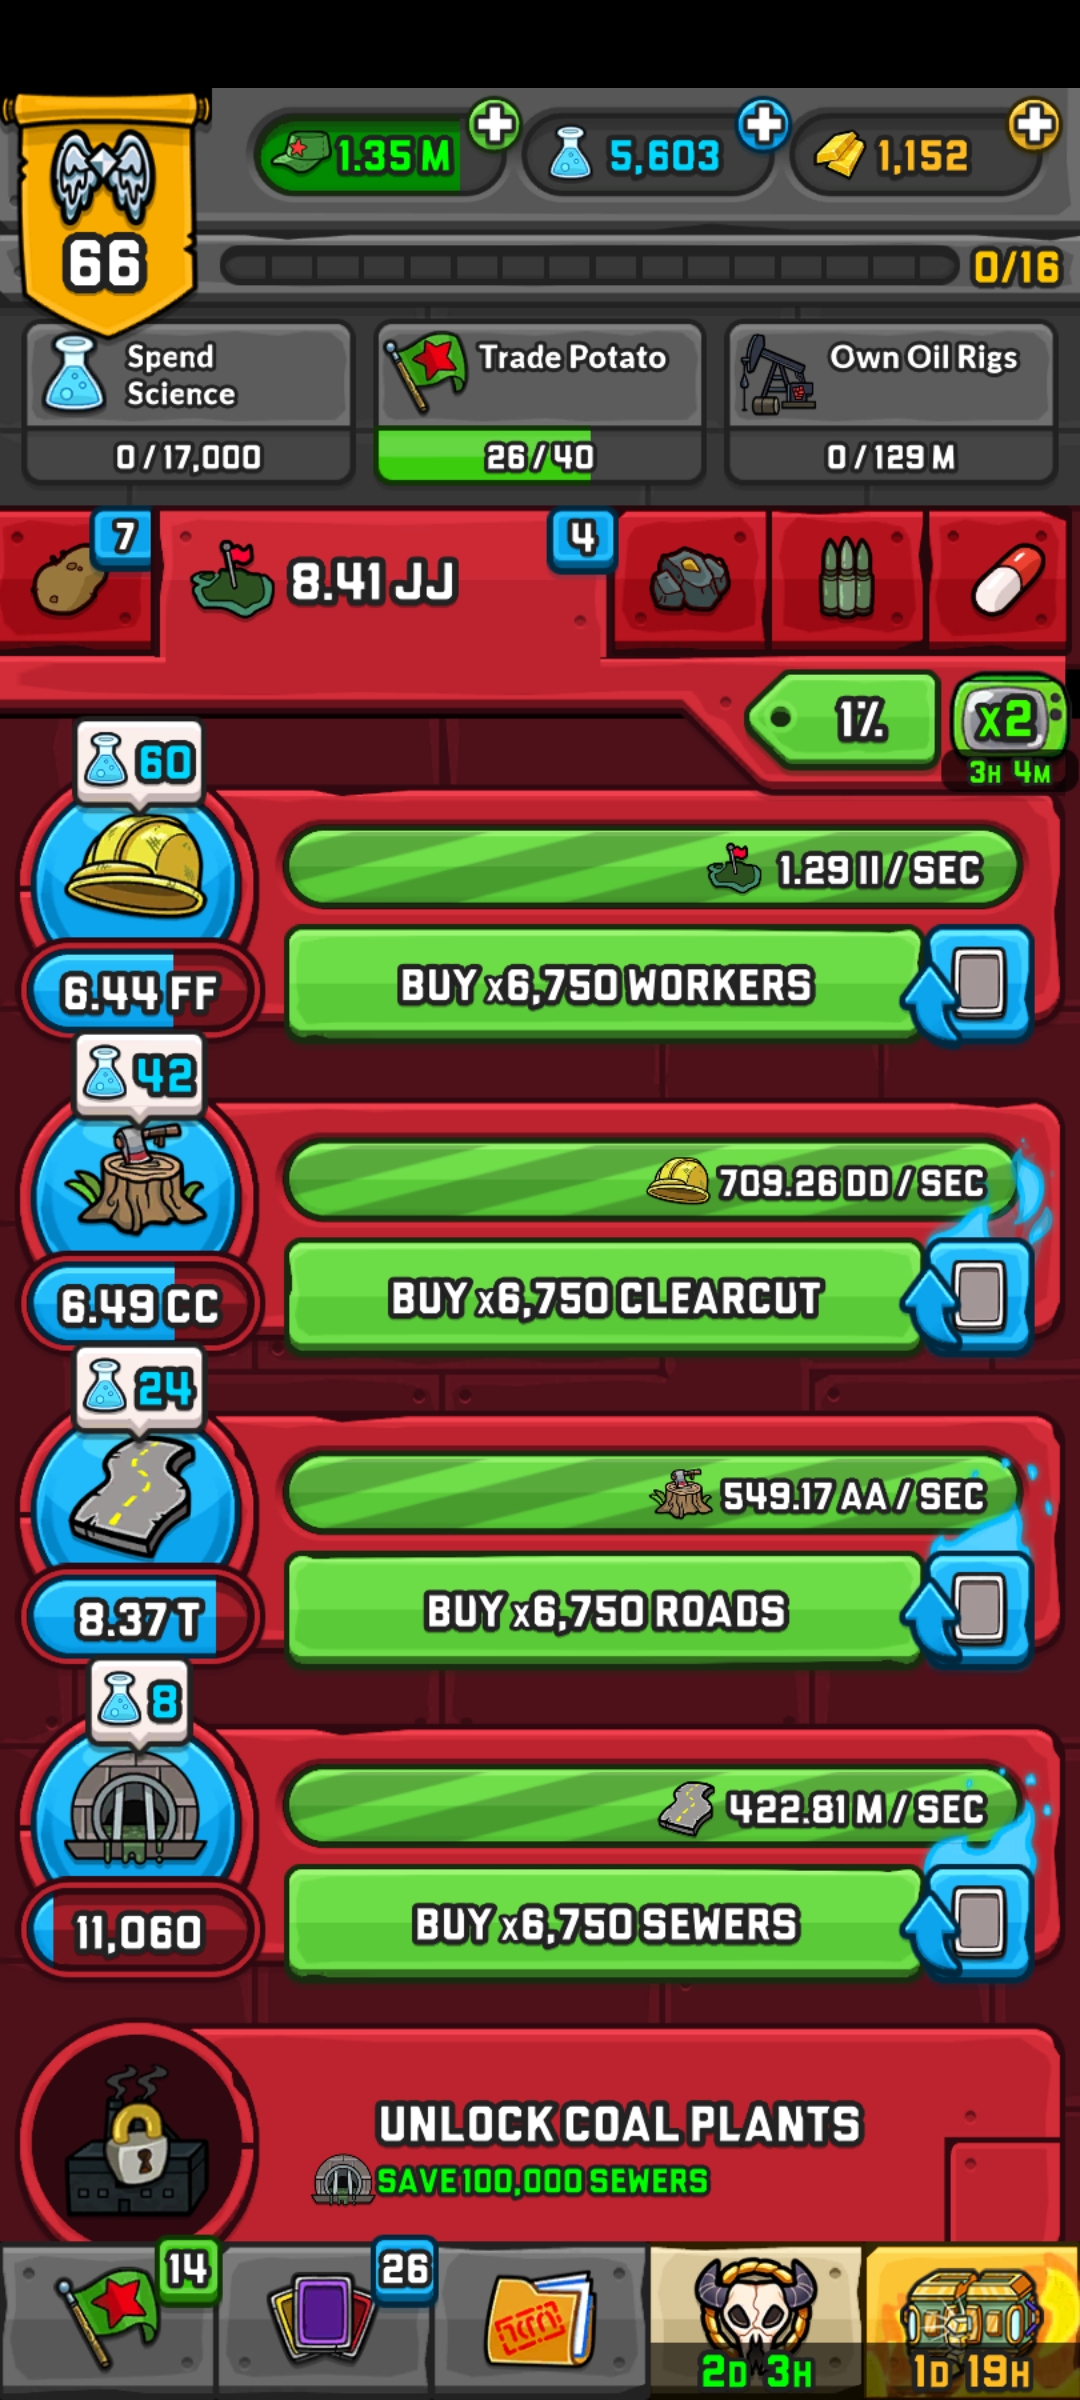 66
1.35 M
5,603
1,152
0/16
Spend
Science
0 / 17,000
Trade Potato
26 / 40
Own Oil Rigs
0 / 129 M
7
8.41 JJ
4
1%
x2
3H 4M
60
1.29 II / SEC
6.44 FF
BUY x6,750 WORKERS
42
709.26 DD / SEC
6.49 CC
BUY x6,750 CLEARCUT
24
549.17 AA / SEC
8.37 T
BUY x6,750 ROADS
8
422.81 M / SEC
11,060
BUY x6,750 SEWERS
UNLOCK COAL PLANTS
SAVE 100,000 SEWERS
14
26
2D 3H
1D 19H